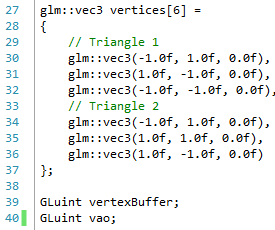 27 glm::vec3 vertices[6] =
28 {
29 // Triangle 1
30 glm::vec3(-1.0f, 1.0f, 0.0f),
31 glm::vec3(1.0f, -1.0f, 0.0f),
32 glm::vec3(-1.0f, -1.0f, 0.0f),
33 // Triangle 2
34 glm::vec3(-1.0f, 1.0f, 0.0f),
35 glm::vec3(1.0f, 1.0f, 0.0f),
36 glm::vec3(1.0f, -1.0f, 0.0f)
37 };
38
39 GLuint vertexBuffer;
40 GLuint vao;